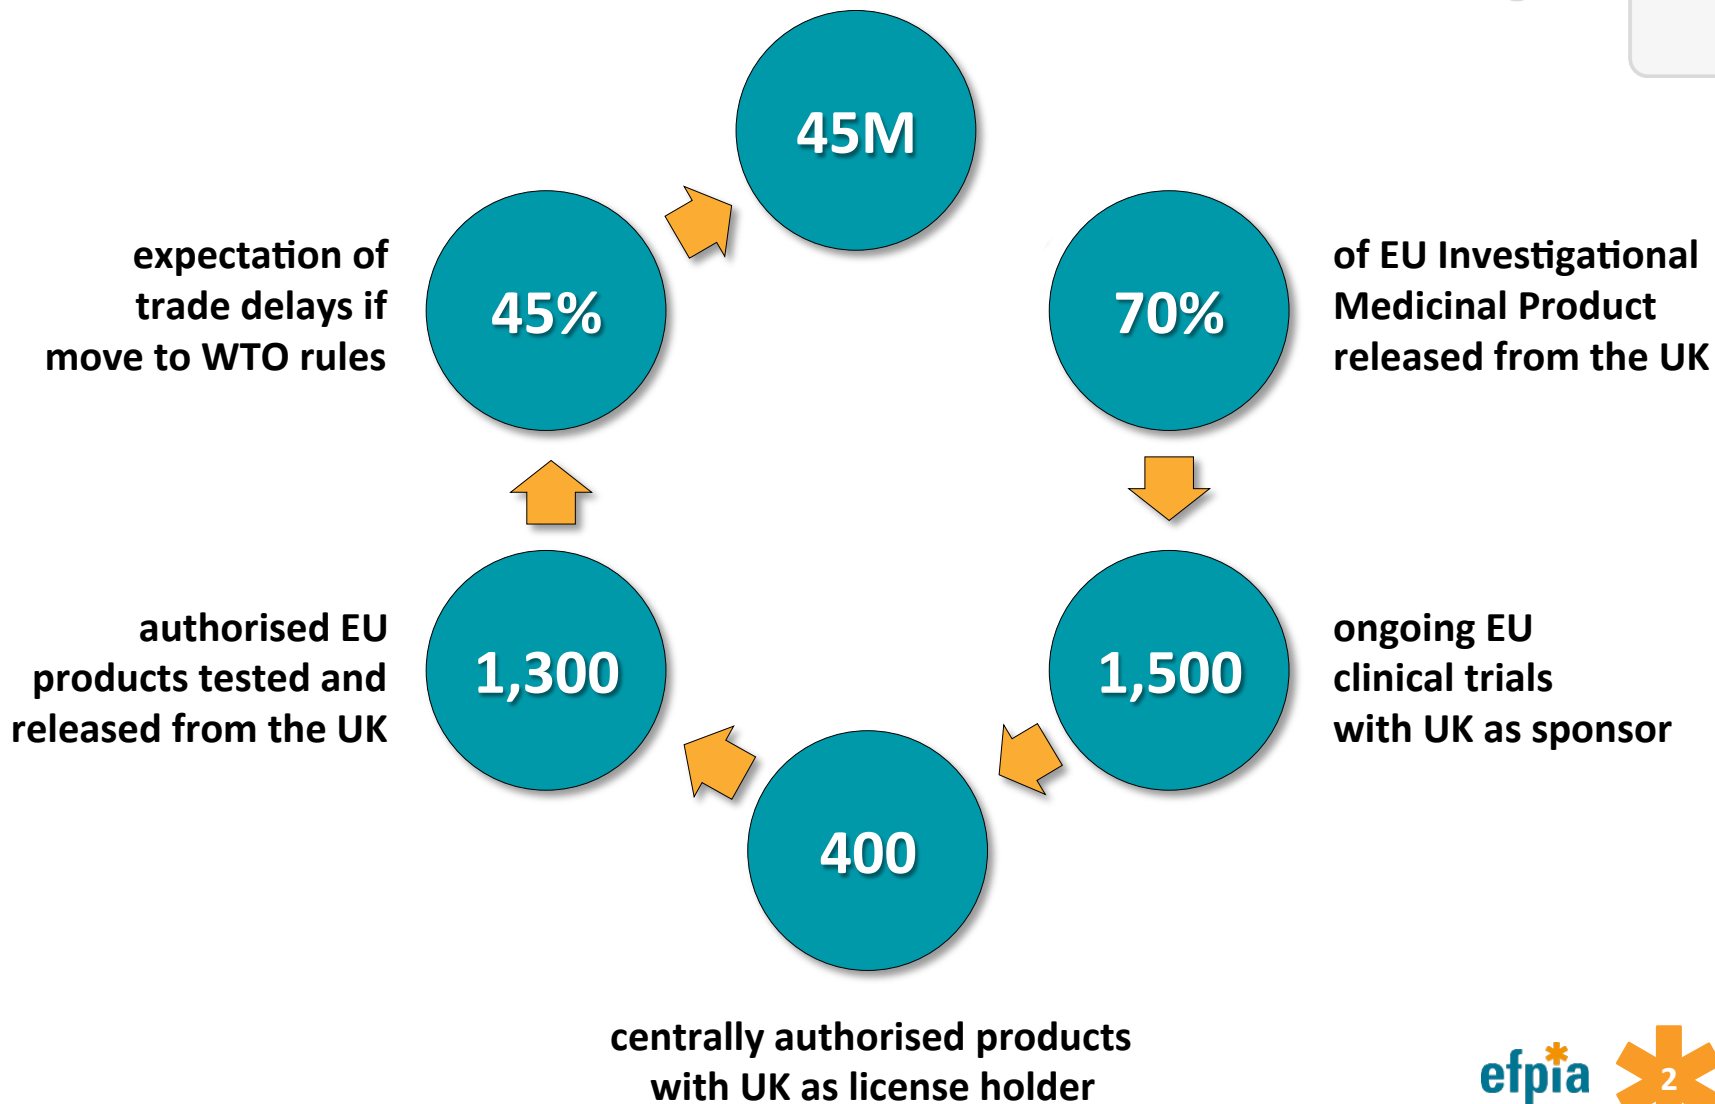 45M
70%
of EU Investigational
Medicinal Product
released from the UK
1,500
ongoing EU
clinical trials
with UK as sponsor
400
centrally authorised products
with UK as license holder
1,300
authorised EU
products tested and
released from the UK
45%
expectation of
trade delays if
move to WTO rules
efpia
2